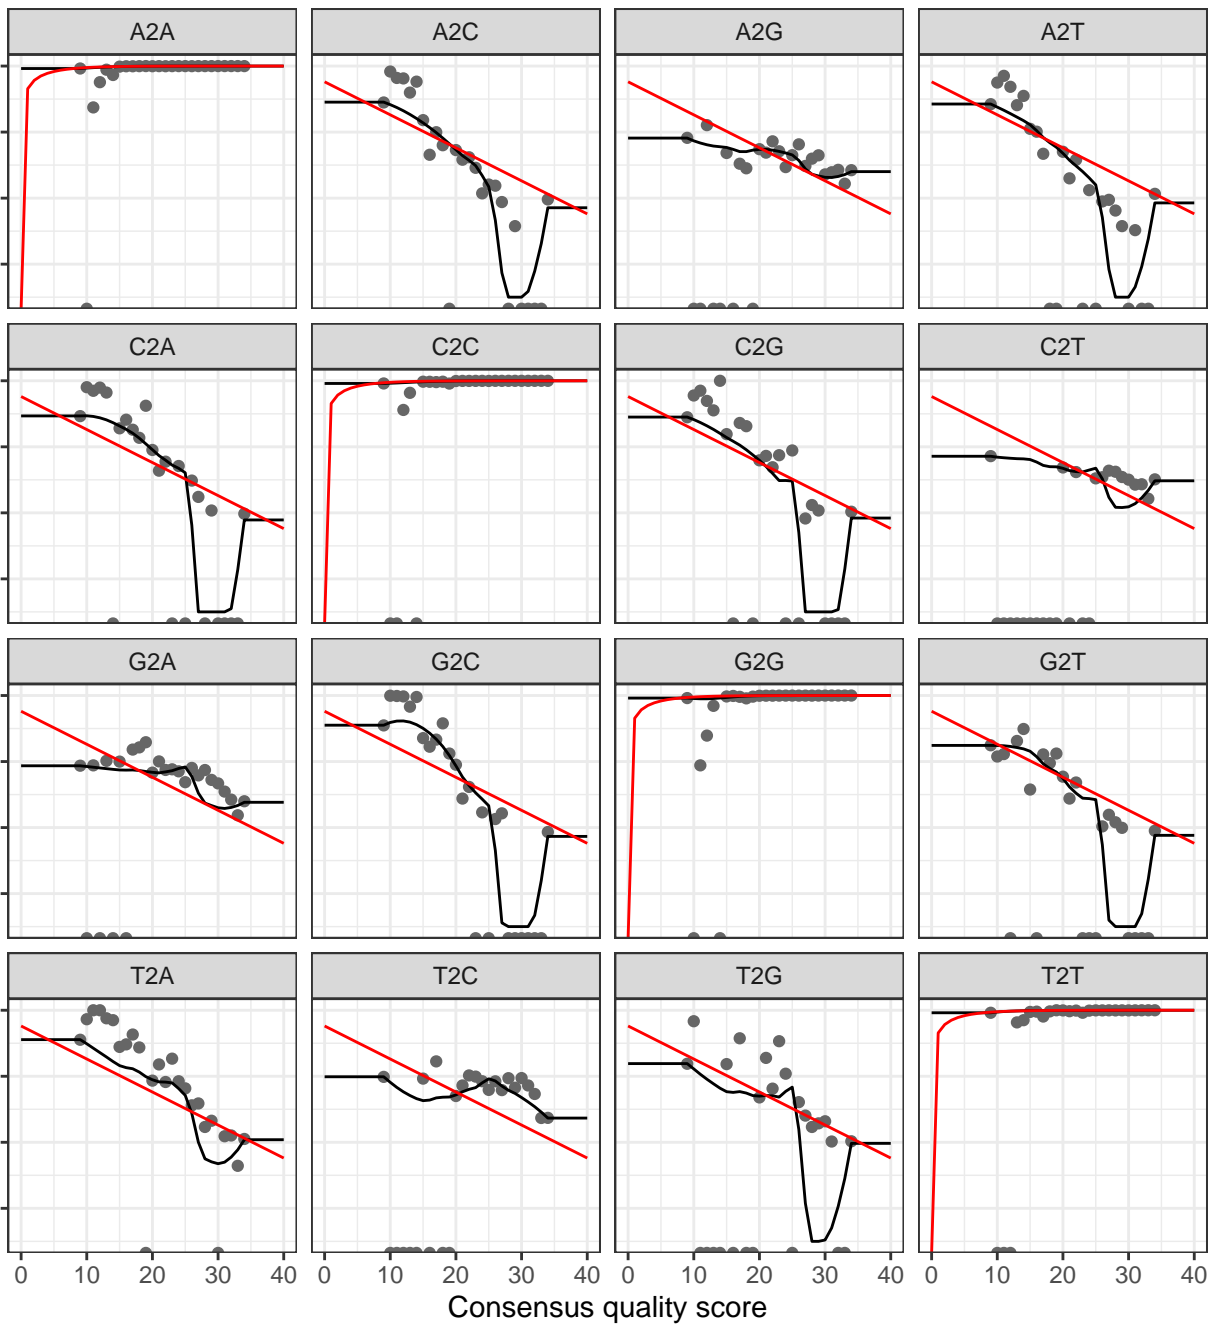 A2A A2C A2G A2T
C2A C2C C2G C2T
G2A G2C G2G G2T
T2A T2C T2G T2T
0 10 20 30 40 0 10 20 30 40 0 10 20 30 40 0 10 20 30 40
Consensus quality score